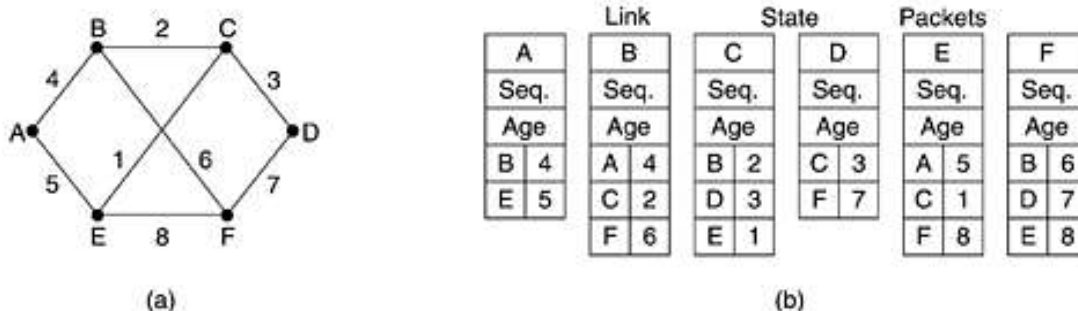 B 2 C
4 3
A D
5 1 6 7
E 8 F
(a)
Link State Packets
A B C D E F
Seq. Seq. Seq. Seq. Seq. Seq.
Age Age Age Age Age Age
B 4 A 4 B 2 C 3 A 5 B 6
E 5 C 2 D 3 F 7 C 1 D 7
F 6 E 1 F 8 E 8
(b)